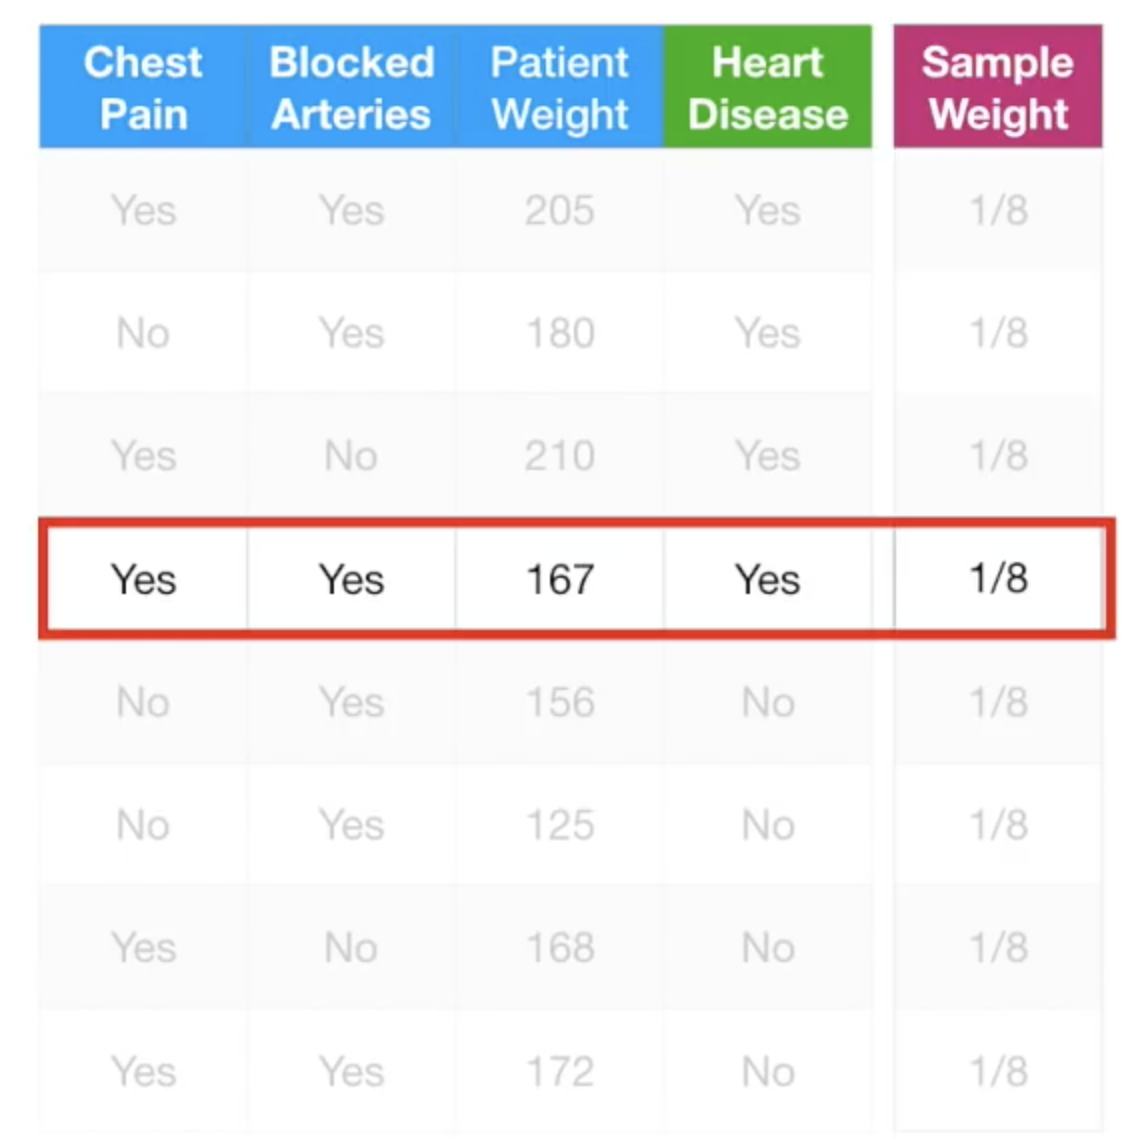 Chest Pain Blocked Arteries Patient Weight Heart Disease Sample Weight
Yes Yes 205 Yes 1/8
No Yes 180 Yes 1/8
Yes No 210 Yes 1/8
Yes Yes 167 Yes 1/8
No Yes 156 No 1/8
No Yes 125 No 1/8
Yes No 168 No 1/8
Yes Yes 172 No 1/8